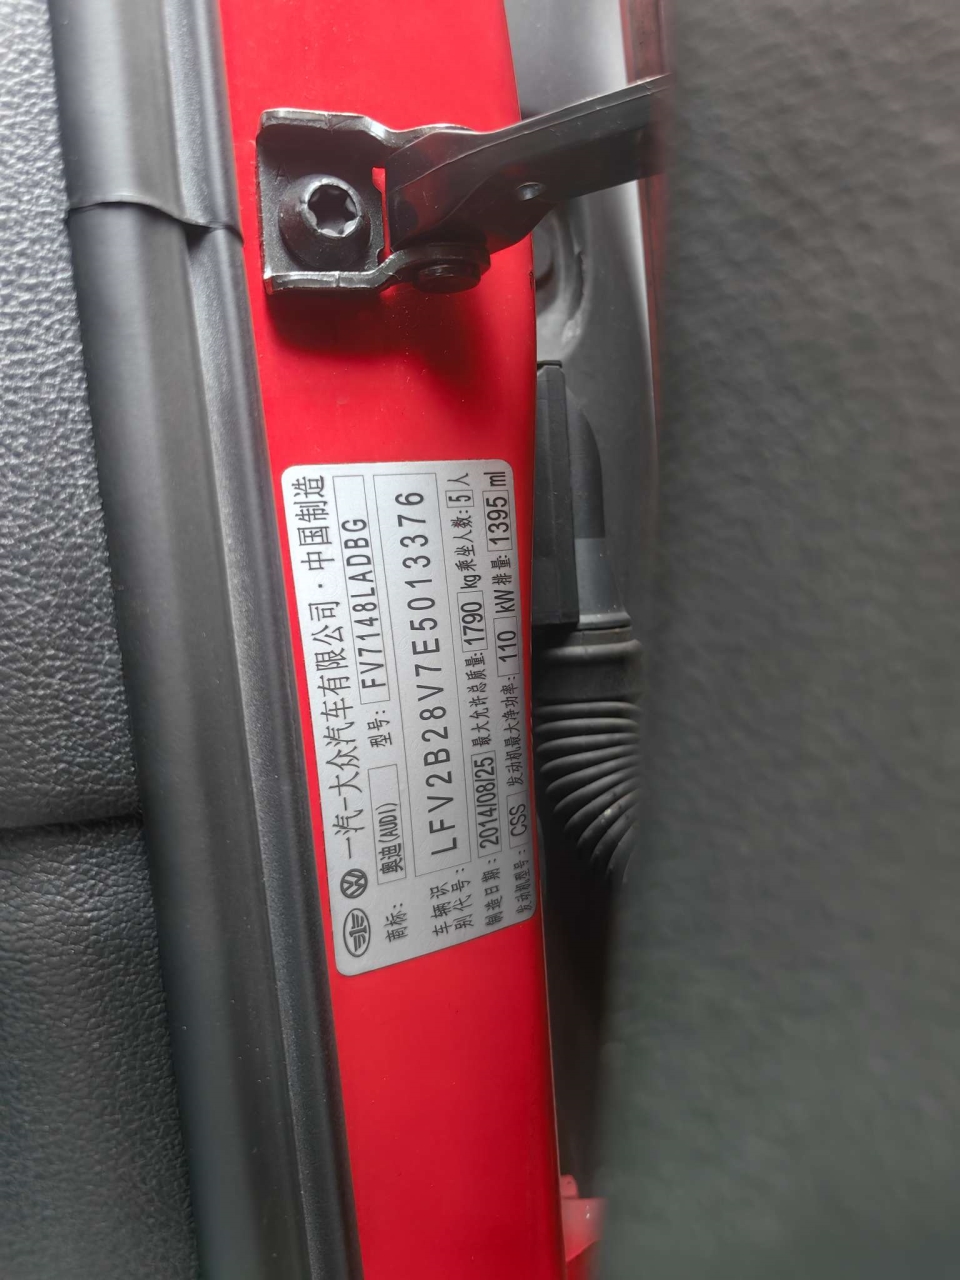 一汽-大众汽车有限公司·中国制造
商标：奥迪(AUDI) 型号：FV7148LADBG
车辆识别代号：LFV2B28V7E5013376
制造日期：2014/08/25 最大允许总质量：1790 kg 乘坐人数：5 人
发动机型号：CSS 发动机最大净功率：110 kW 排量：1395 ml